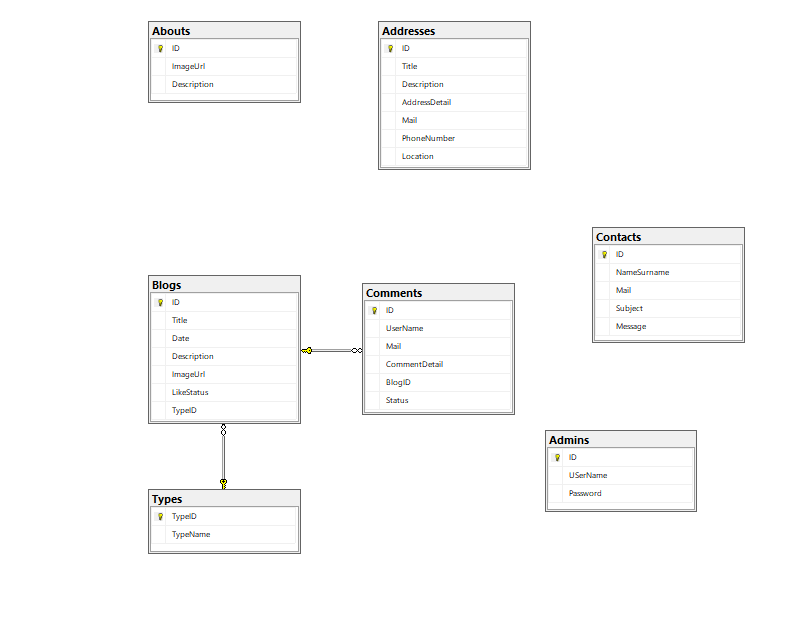 Abouts
ID
ImageUrl
Description
Addresses
ID
Title
Description
AddressDetail
Mail
PhoneNumber
Location
Contacts
ID
NameSurname
Mail
Subject
Message
Blogs
ID
Title
Date
Description
ImageUrl
LikeStatus
TypeID
Comments
ID
UserName
Mail
CommentDetail
BlogID
Status
Admins
ID
USerName
Password
Types
TypeID
TypeName